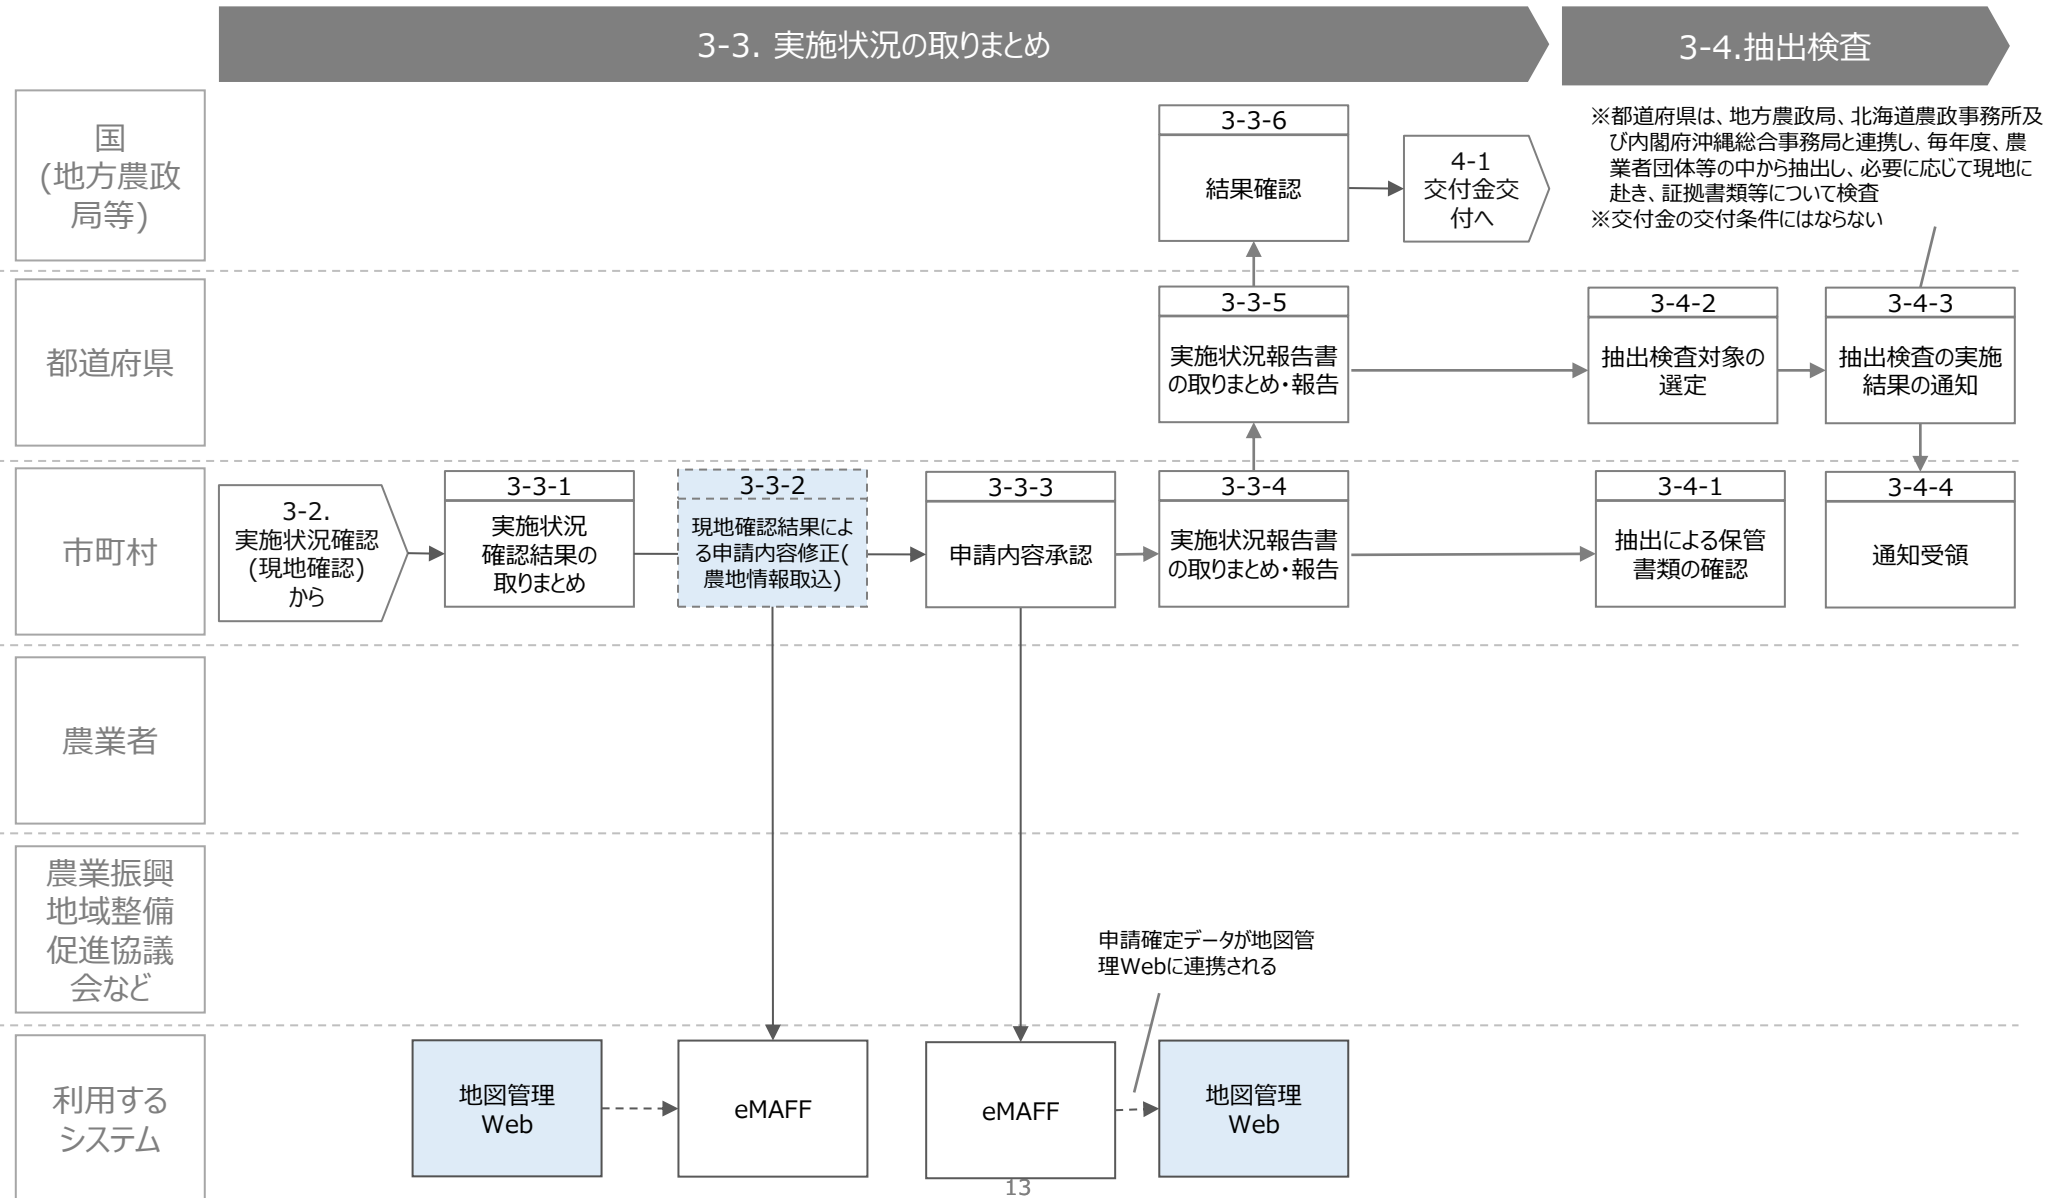 3-3. 実施状況の取りまとめ
3-4.抽出検査
国
(地方農政
局等)
3-3-6
結果確認
4-1
交付金交
付へ
※都道府県は、地方農政局、北海道農政事務所及
び内閣府沖縄総合事務局と連携し、毎年度、農
業者団体等の中から抽出し、必要に応じて現地に
赴き、証拠書類等について検査
※交付金の交付条件にはならない
都道府県
3-3-5
実施状況報告書
の取りまとめ・報告
3-4-2
抽出検査対象の
選定
3-4-3
抽出検査の実施
結果の通知
市町村
3-2.
実施状況確認
(現地確認)
から
3-3-1
実施状況
確認結果の
取りまとめ
3-3-2
現地確認結果によ
る申請内容修正(
農地情報取込)
3-3-3
申請内容承認
3-3-4
実施状況報告書
の取りまとめ・報告
3-4-1
抽出による保管
書類の確認
3-4-4
通知受領
農業者
農業振興
地域整備
促進協議
会など
申請確定データが地図管
理Webに連携される
利用する
システム
地図管理
Web
eMAFF
eMAFF
地図管理
Web
13